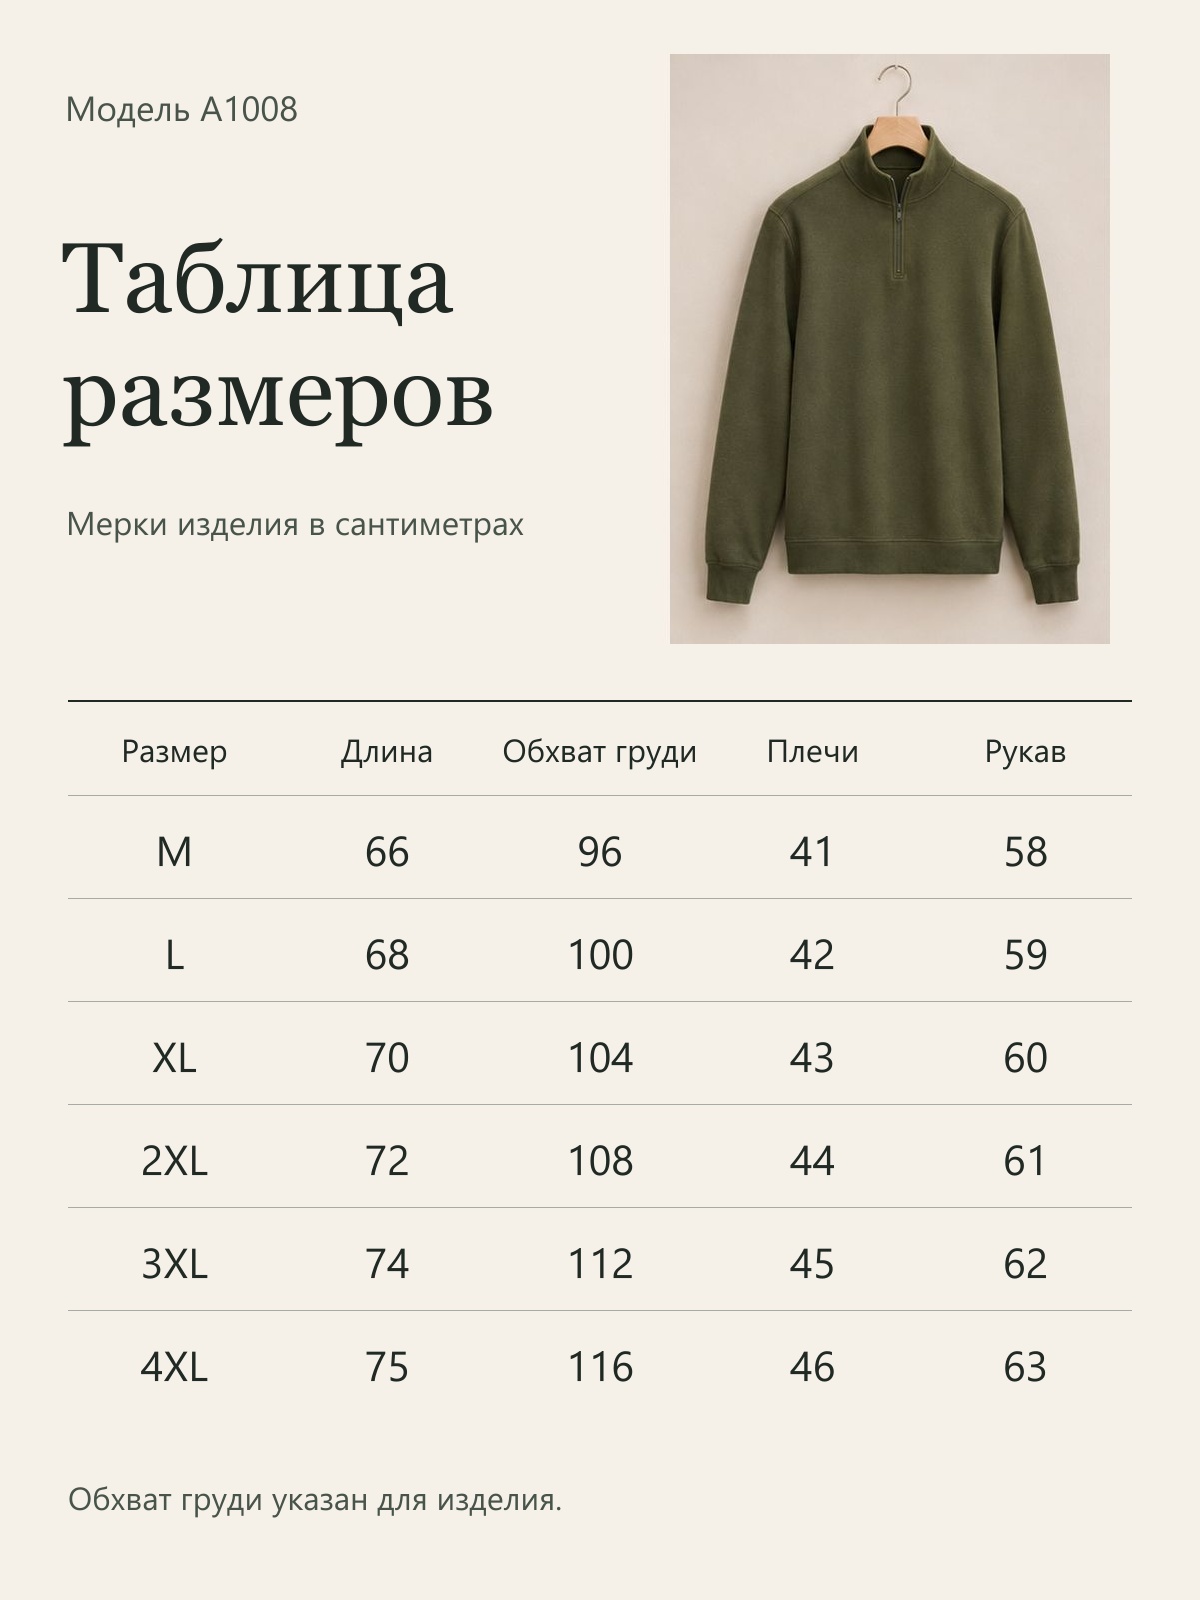 Модель A1008
Таблица
размеров
Мерки изделия в сантиметрах
Размер Длина Обхват груди Плечи Рукав
M 66 96 41 58
L 68 100 42 59
XL 70 104 43 60
2XL 72 108 44 61
3XL 74 112 45 62
4XL 75 116 46 63
Обхват груди указан для изделия.